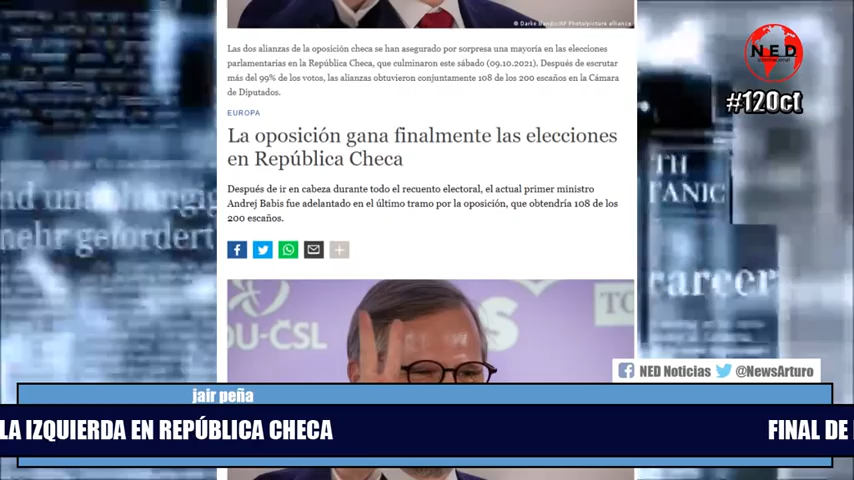 © Darko Bandic/AP Photo/picture alliance
Las dos alianzas de la oposición checa se han asegurado por sorpresa una mayoría en las elecciones
parlamentarias en la República Checa, que culminaron este sábado (09.10.2021). Después de escrutar
más del 99% de los votos, las alianzas obtuvieron conjuntamente 108 de los 200 escaños en la Cámara
de Diputados.
EUROPA
La oposición gana finalmente las elecciones
en República Checa
Después de ir en cabeza durante todo el recuento electoral, el actual primer ministro
Andrej Babis fue adelantado en el último tramo por la oposición, que obtendría 108 de los
200 escaños.
N.E.D
#12Oct
TH
TANIC
career
nd unabhängig
mehr gefordert
DU-ČSL
TO
S
NED Noticias @NewsArturo
jair peña
LA IZQUIERDA EN REPÚBLICA CHECA
FINAL DE